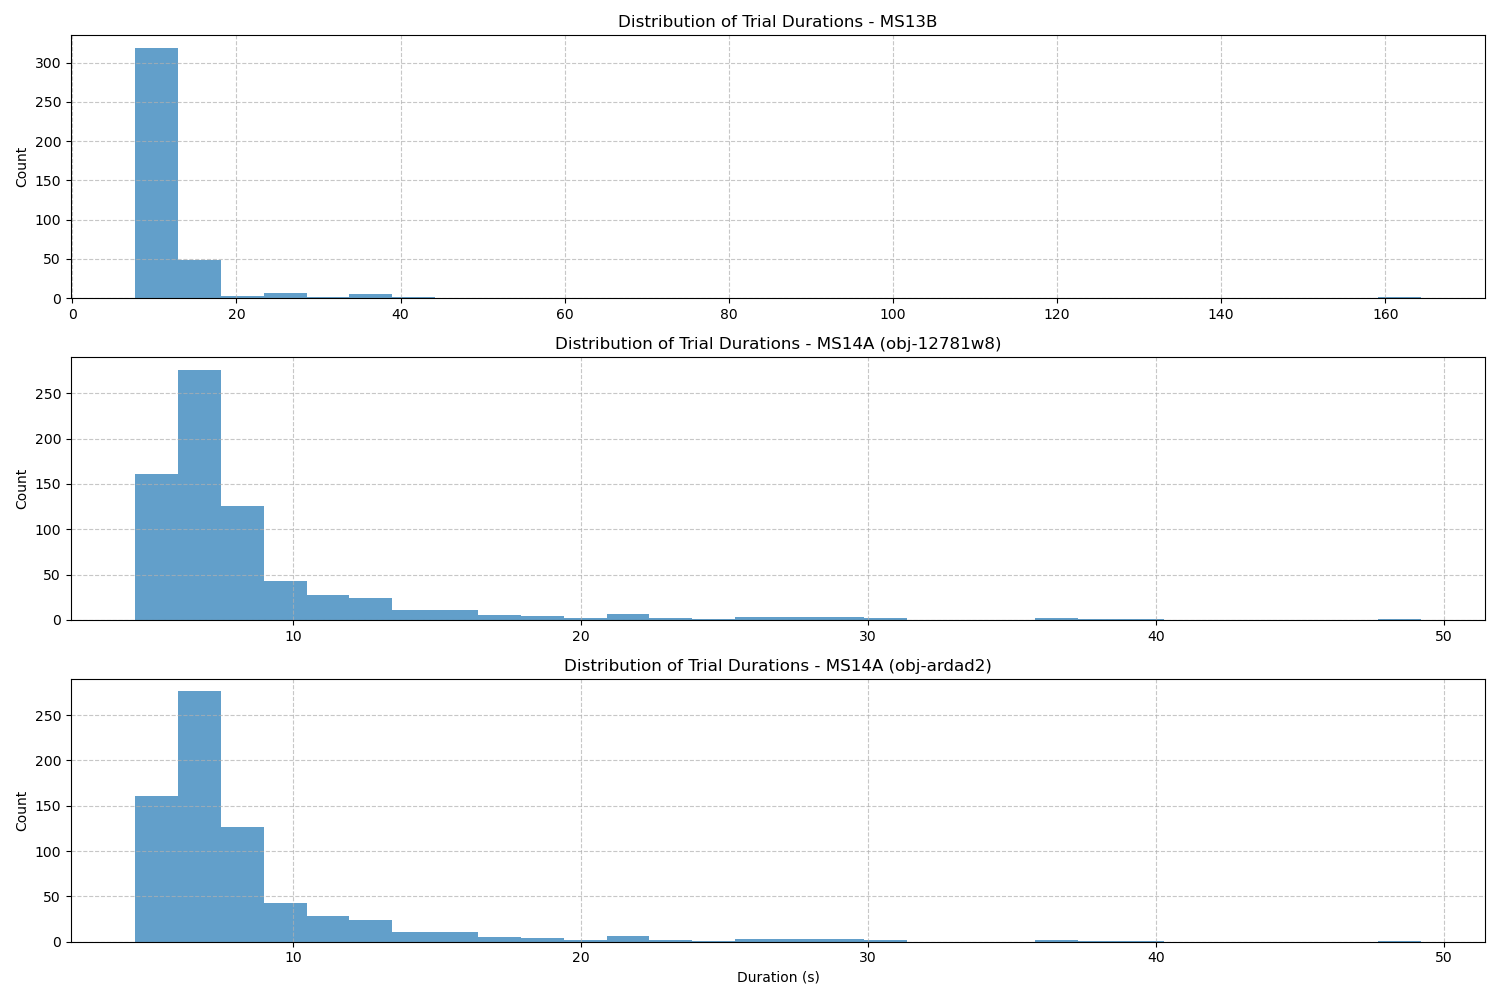 Distribution of Trial Durations - MS13B
Count
300
250
200
150
100
50
0
0 20 40 60 80 100 120 140 160
Distribution of Trial Durations - MS14A (obj-12781w8)
Count
250
200
150
100
50
0
10 20 30 40 50
Distribution of Trial Durations - MS14A (obj-ardad2)
Count
250
200
150
100
50
0
10 20 30 40 50
Duration (s)